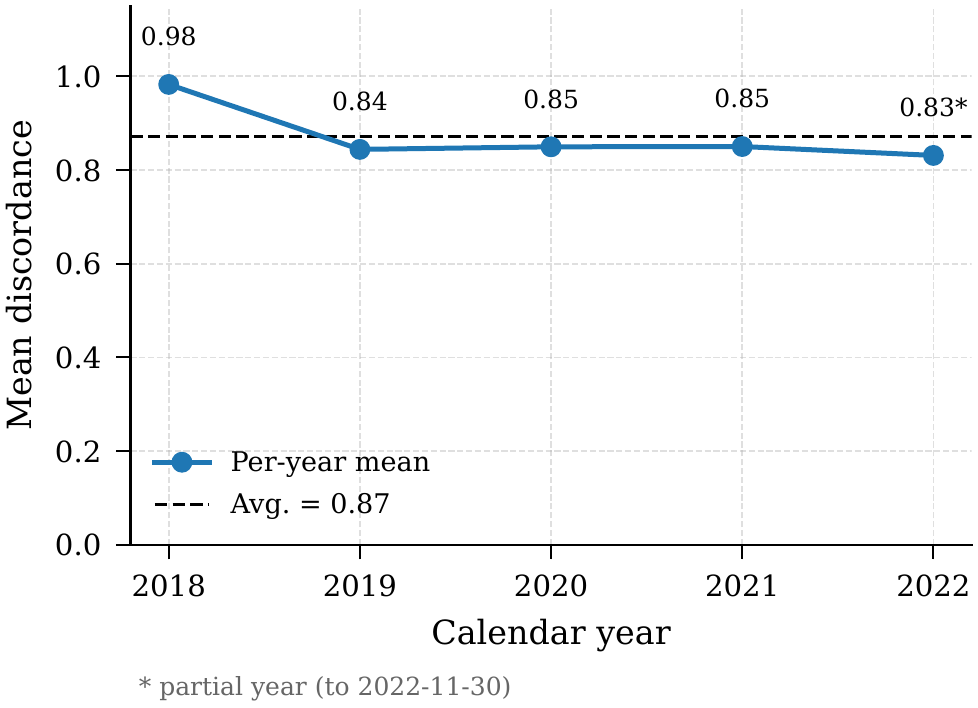 0.98
0.84
0.85
0.85
0.83*
1.0
0.8
0.6
0.4
0.2
0.0
Mean discordance
Per-year mean
Avg. = 0.87
2018 2019 2020 2021 2022
Calendar year
* partial year (to 2022-11-30)